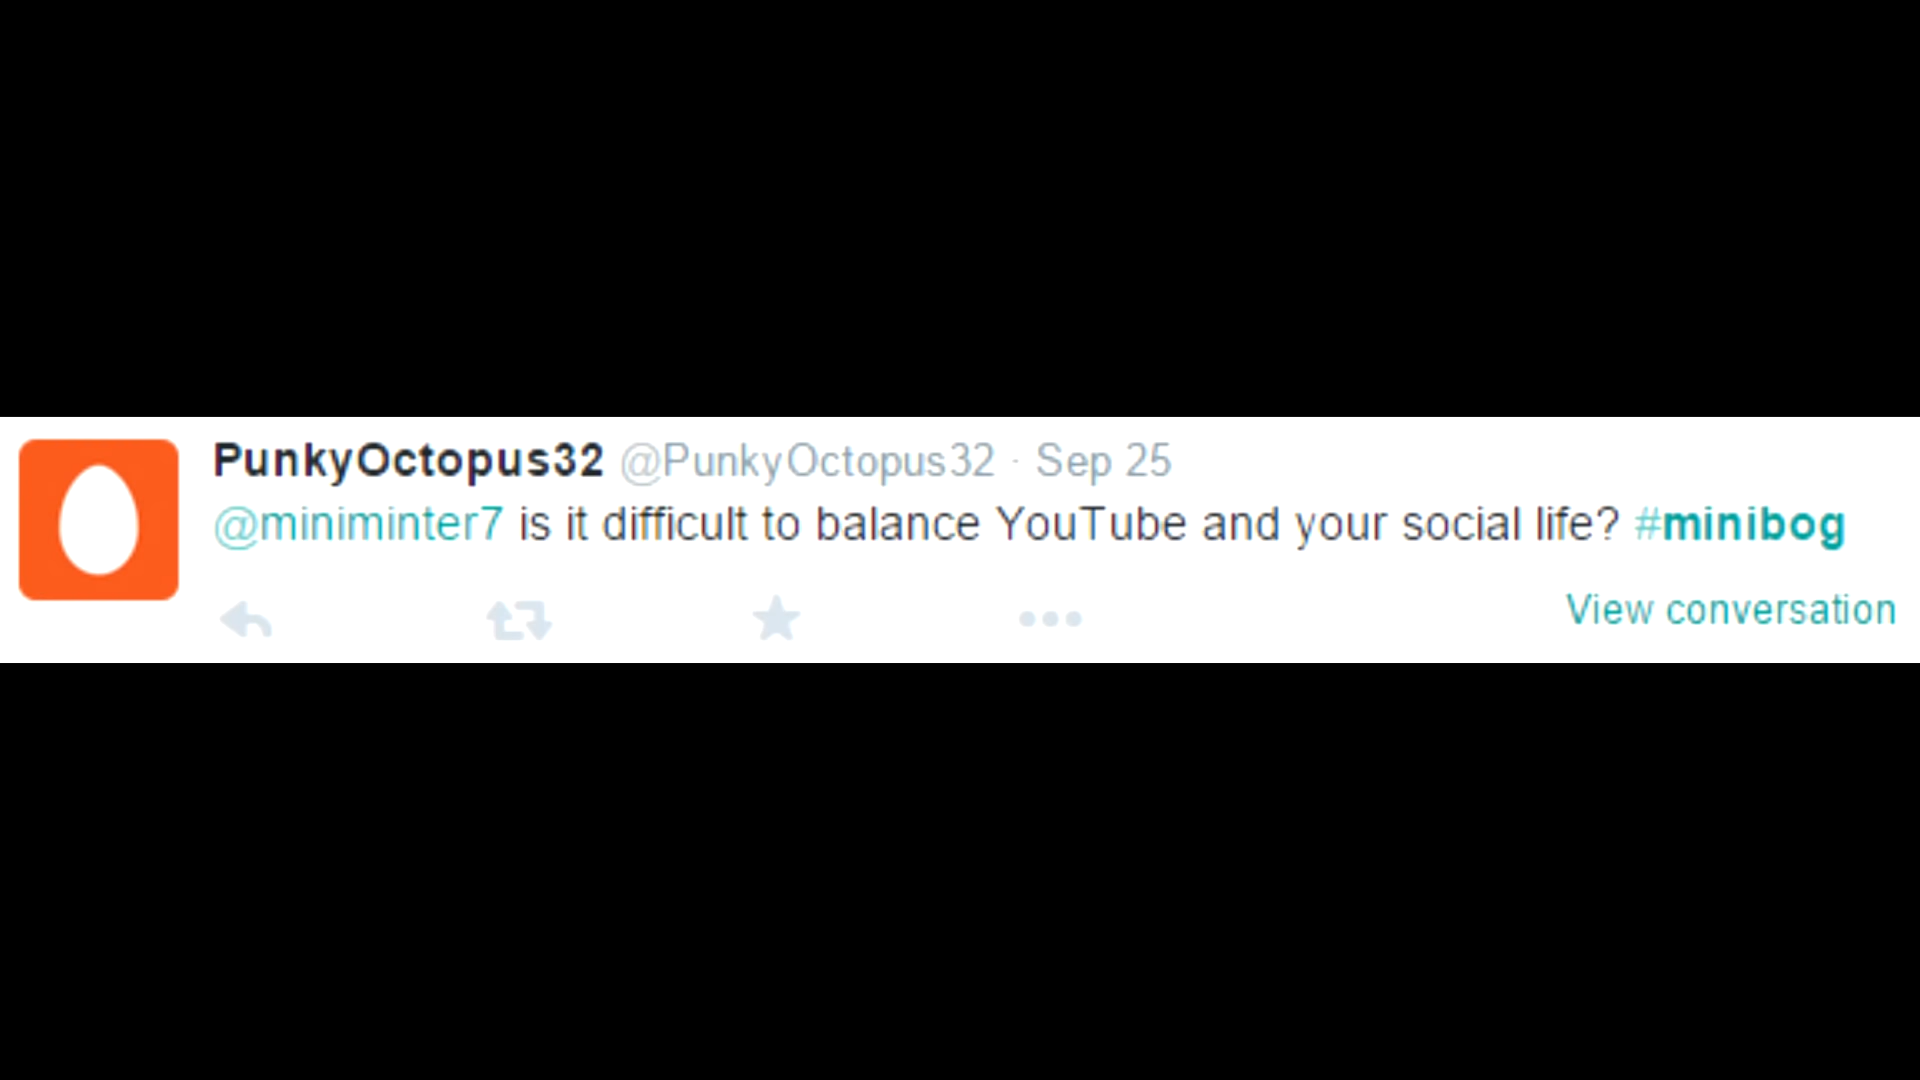 PunkyOctopus32 @PunkyOctopus32 · Sep 25
@miniminter7 is it difficult to balance YouTube and your social life? #minibog
View conversation